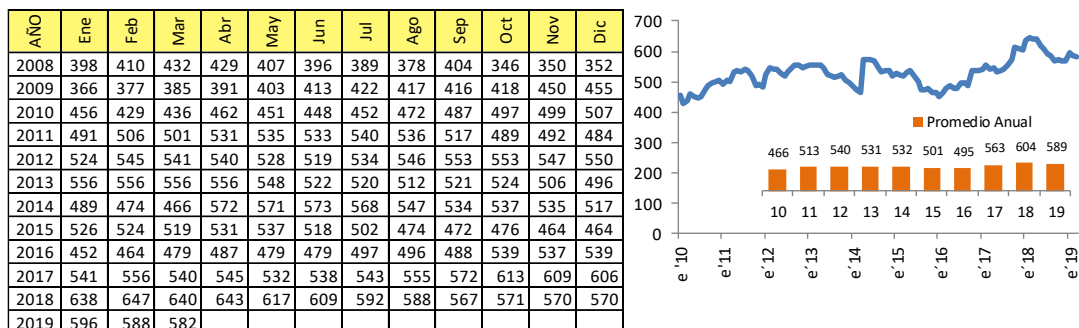 AÑO Ene Feb Mar Abr May Jun Jul Ago Sep Oct Nov Dic
2008 398 410 432 429 407 396 389 378 404 346 350 352
2009 366 377 385 391 403 413 422 417 416 418 450 455
2010 456 429 436 462 451 448 452 472 487 497 499 507
2011 491 506 501 531 535 533 540 536 517 489 492 484
2012 524 545 541 540 528 519 534 546 553 553 547 550
2013 556 556 556 556 548 522 520 512 521 524 506 496
2014 489 474 466 572 571 573 568 547 534 537 535 517
2015 526 524 519 531 537 518 502 474 472 476 464 464
2016 452 464 479 487 479 479 497 496 488 539 537 539
2017 541 556 540 545 532 538 543 555 572 613 609 606
2018 638 647 640 643 617 609 592 588 567 571 570 570
2019 596 588 582
700
600
500
400
300
200
100
0
Promedio Anual
466 513 540 531 532 501 495 563 604 589
10 11 12 13 14 15 16 17 18 19
e´10 e´11 e´12 e´13 e´14 e´15 e´16 e´17 e´18 e´19